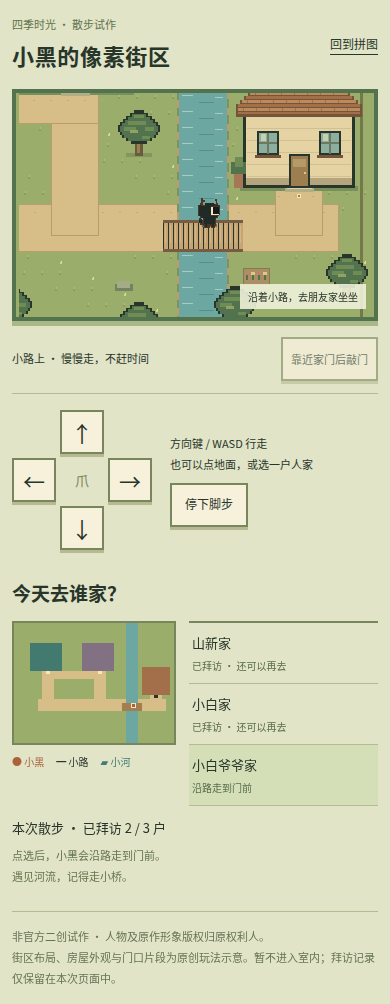 四季时光 · 散步试作
小黑的像素街区
回到拼图
沿着小路，去朋友家坐坐
小路上 · 慢慢走，不赶时间
靠近家门后敲门
↑
←
爪
→
↓
方向键 / WASD 行走
也可以点地面，或选一户人家
停下脚步
今天去谁家？
山新家
已拜访 · 还可以再去
小白家
已拜访 · 还可以再去
小白爷爷家
沿路走到门前
小黑 小路 小河
本次散步 · 已拜访 2 / 3 户
点选后，小黑会沿路走到门前。
遇见河流，记得走小桥。
非官方二创试作 · 人物及原作形象版权归原权利人。
街区布局、房屋外观与门口片段为原创玩法示意。暂不进入室内；拜访记录
仅保留在本次页面中。